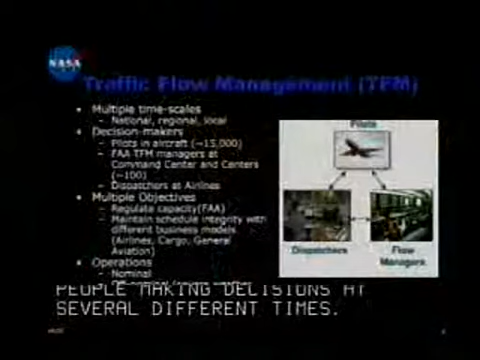 NASA
Traffic Flow Management (TFM)
• Multiple time-scales
– National, regional, local
• Decision-makers
– Pilots in aircraft (~15,000)
– FAA TFM managers at
Command Center and Centers
(~100)
– Dispatchers at Airlines
• Multiple Objectives
– Regulate capacity(FAA)
– Maintain schedule integrity with
different business models
(Airlines, Cargo, General
Aviation)
• Operations
– Nominal
Pilots
Dispatchers
Flow
Managers
PEOPLE MAKING DECISIONS AT
SEVERAL DIFFERENT TIMES.